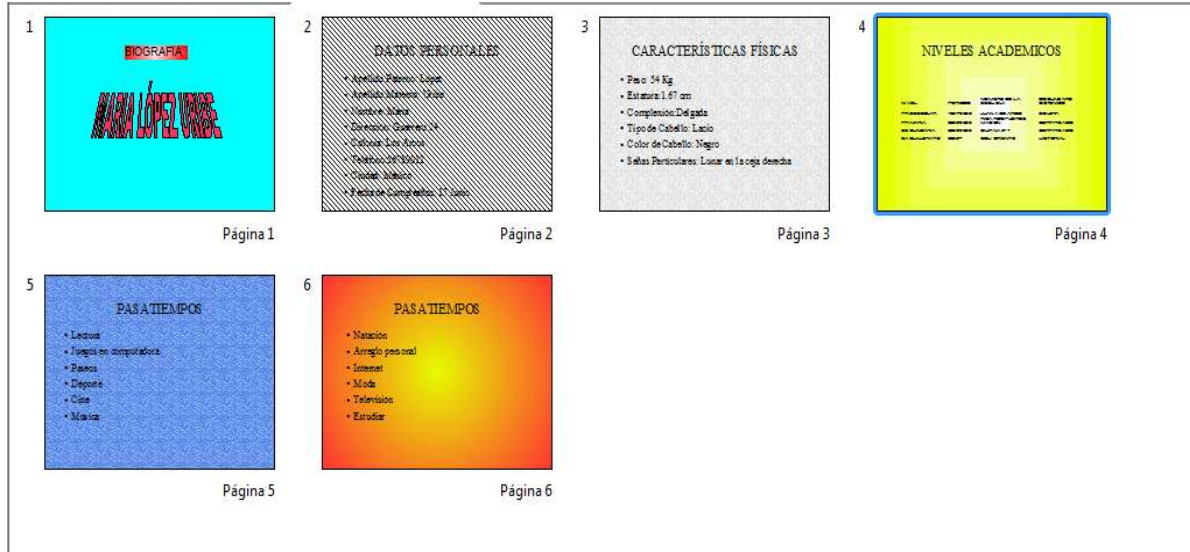 1
BIOGRAFIA
MARIA LÓPEZ URIBE
Página 1
2
DATOS PERSONALES
• Apellido Paterno: López
• Apellido Materno: Uribe
Nombre: María
• Dirección: Guerrero 24
• Colonia: Los Arcos
• Teléfono:56789012
• Ciudad: México
• Fecha de Cumpleaños: 17 Junio
Página 2
3
CARACTERÍSTICAS FÍSICAS
• Peso: 54 Kg
• Estatura:1.67 cm
• Complexión:Delgada
• Tipo de Cabello: Lacio
• Color de Cabello: Negro
• Señas Particulares: Lunar en la ceja derecha
Página 3
4
NIVELES ACADEMICOS
Página 4
5
PASATIEMPOS
• Lectura
• Juegos en computadora
• Paseos
• Deporte
• Cine
• Música
Página 5
6
PASATIEMPOS
• Natación
• Arreglo personal
• Internet
• Moda
• Televisión
• Estudiar
Página 6